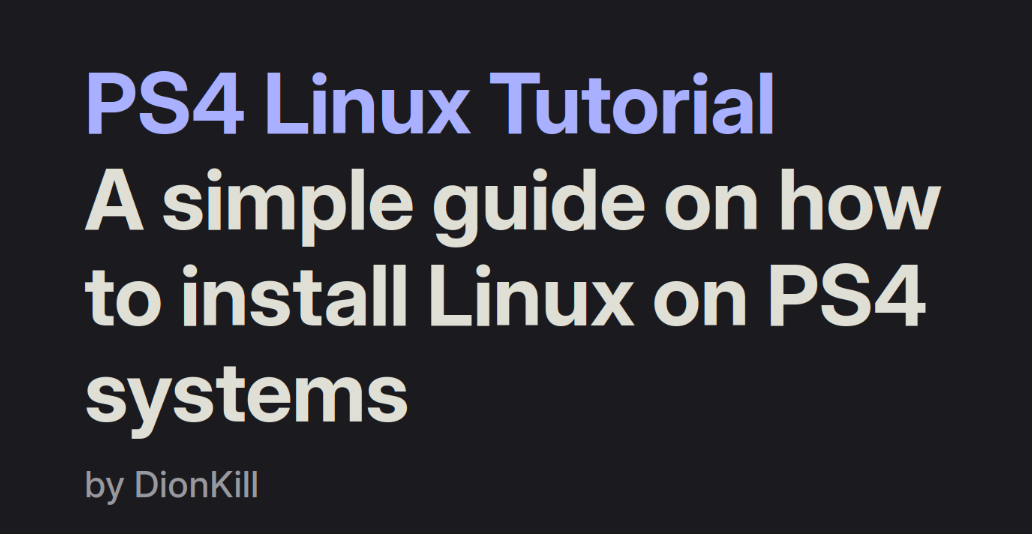 PS4 Linux Tutorial
A simple guide on how
to install Linux on PS4
systems
by DionKill